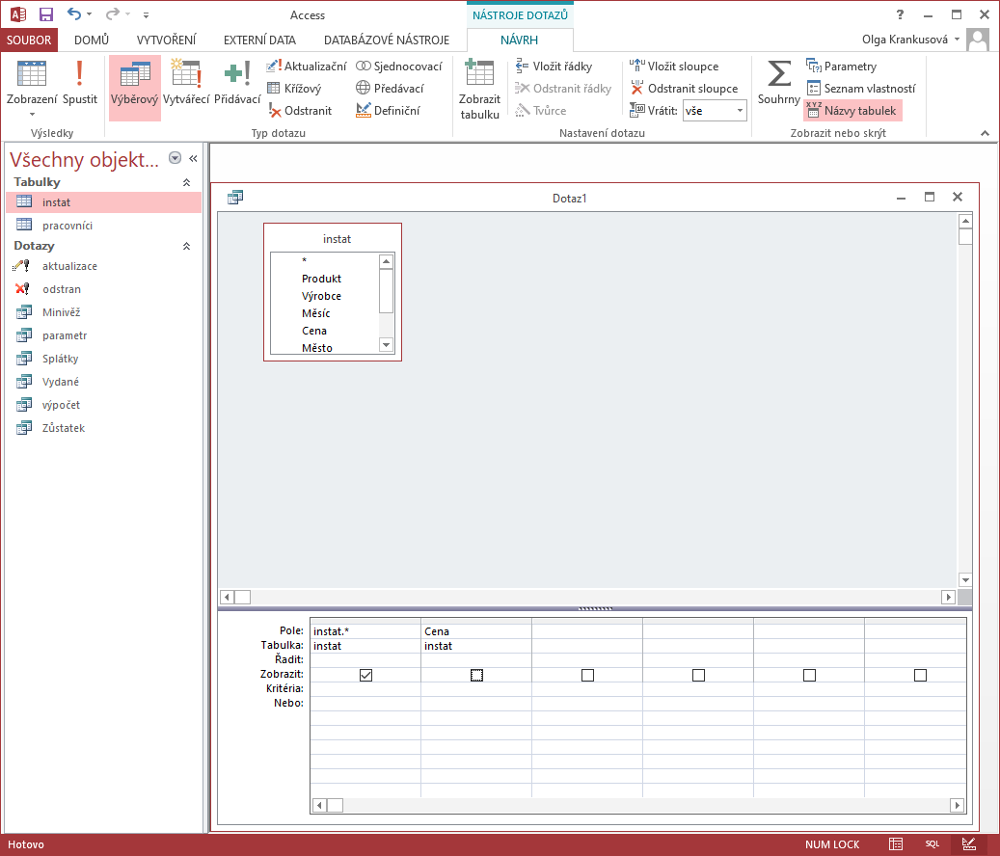 Access
NÁSTROJE DOTAZŮ
?
SOUBOR DOMŮ VYTVOŘENÍ EXTERNÍ DATA DATABÁZOVÉ NÁSTROJE NÁVRH
Olga Krankusová
Zobrazení
Spustit
Výběrový
Vytvářecí
Přidávací
Aktualizační
Křížový
Odstranit
Sjednocovací
Předávací
Definiční
Zobrazit
tabulku
Vložit řádky
Odstranit řádky
Tvůrce
Vložit sloupce
Odstranit sloupce
Vrátit: vše
Souhrny
Parametry
Seznam vlastností
XYZ
Názvy tabulek
Výsledky
Typ dotazu
Nastavení dotazu
Zobrazit nebo skrýt
Všechny objekt...
Tabulky
instat
pracovníci
Dotazy
aktualizace
odstran
Minivěž
parametr
Splátky
Vydané
výpočet
Zůstatek
Dotaz1
instat
*
Produkt
Výrobce
Měsíc
Cena
Město
Pole: instat.* Cena
Tabulka: instat instat
Řadit:
Zobrazit:
Kritéria:
Nebo:
Hotovo
NUM LOCK
SQL